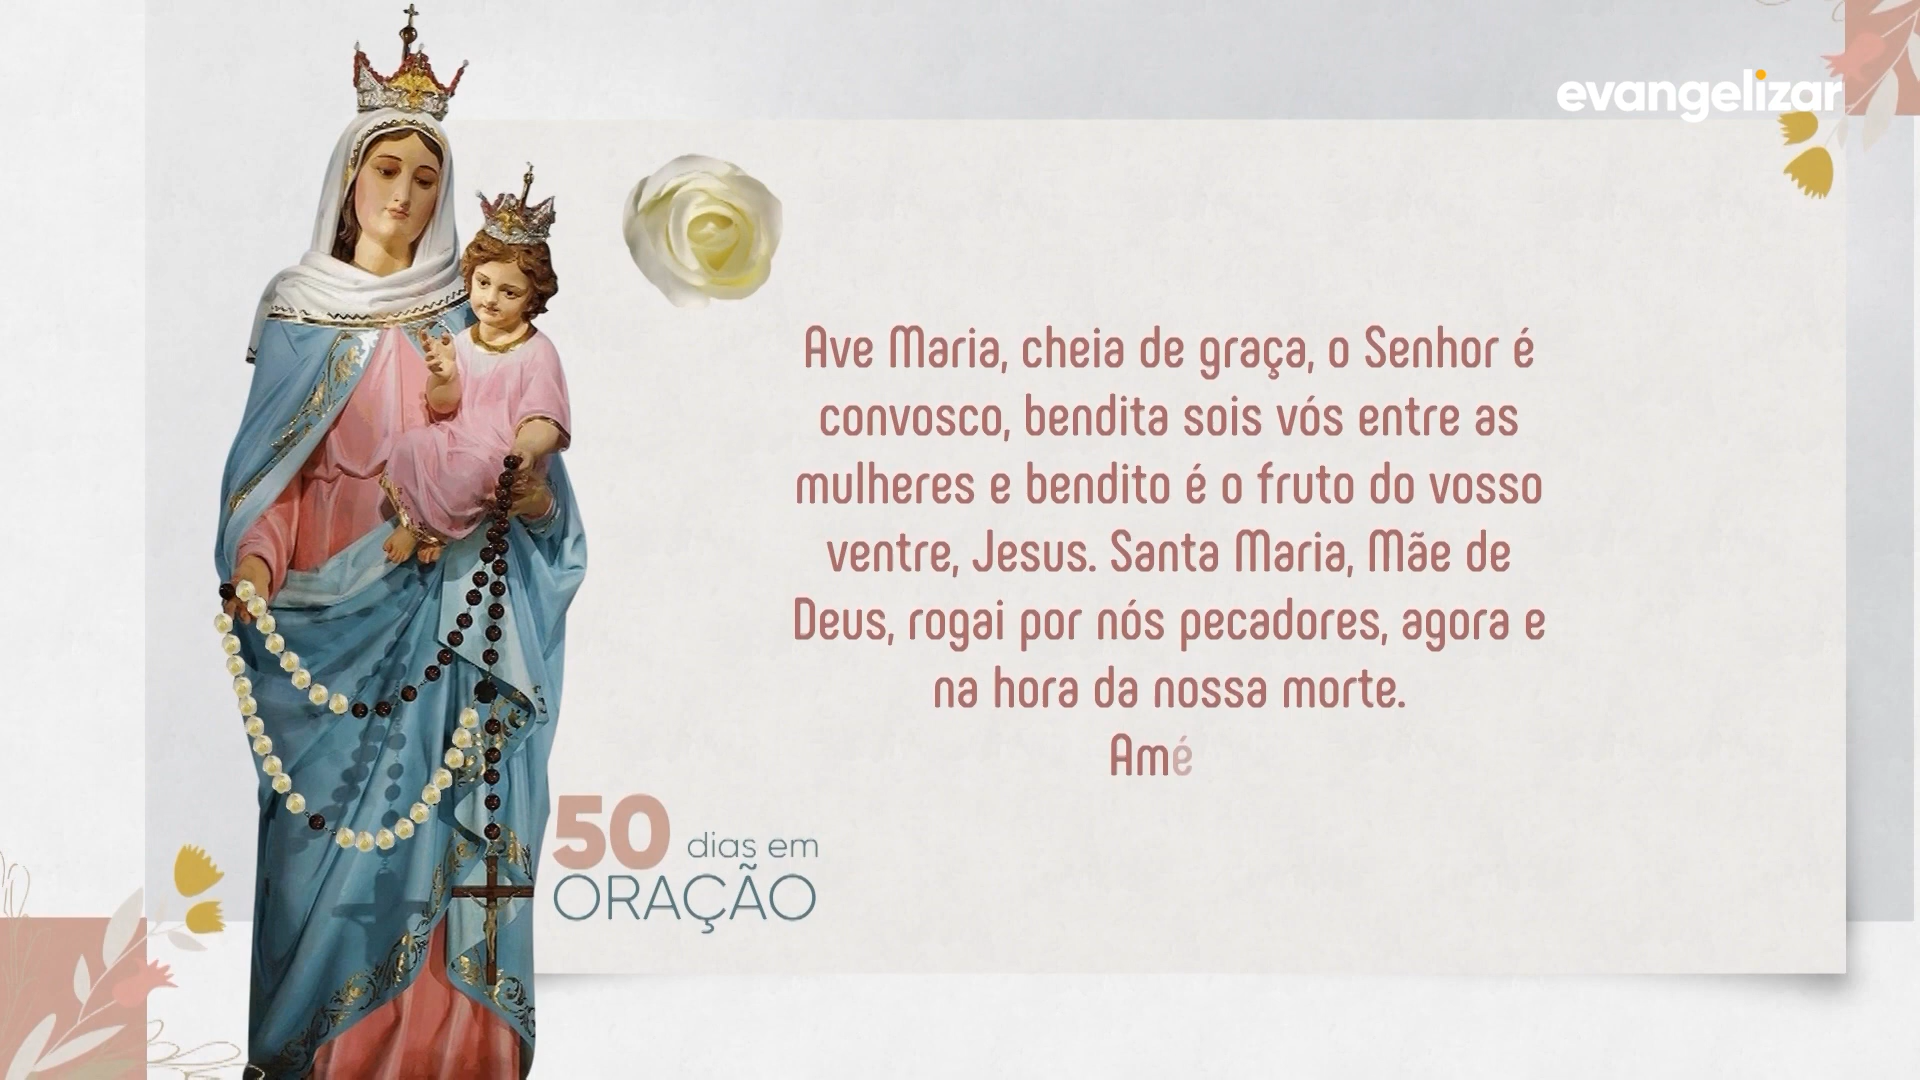 evangelizar
Ave Maria, cheia de graça, o Senhor é
convosco, bendita sois vós entre as
mulheres e bendito é o fruto do vosso
ventre, Jesus. Santa Maria, Mãe de
Deus, rogai por nós pecadores, agora e
na hora da nossa morte.
Amé
50 dias em
ORAÇÃO